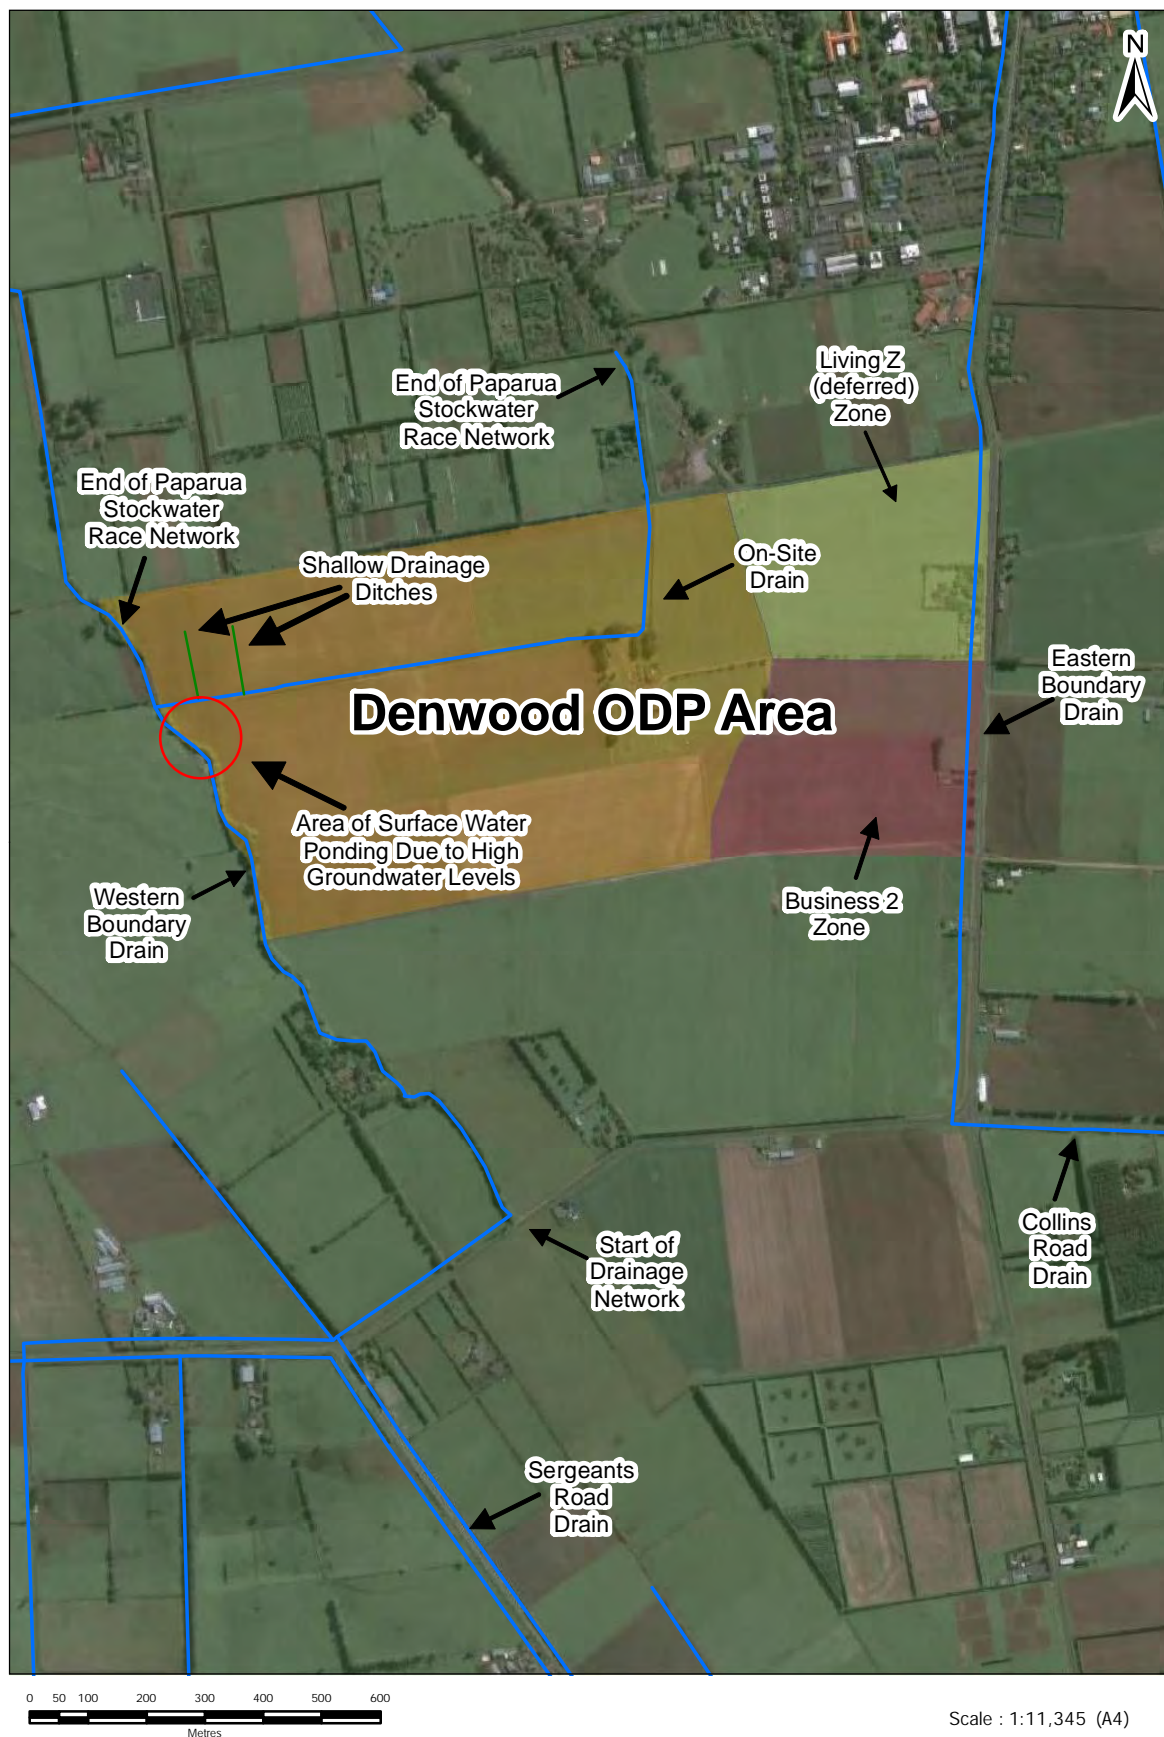 N
Living Z
(deferred)
Zone
End of Paparua
Stockwater
Race Network
End of Paparua
Stockwater
Race Network
Shallow Drainage
Ditches
On-Site
Drain
Eastern
Boundary
Drain
Denwood ODP Area
Area of Surface Water
Ponding Due to High
Groundwater Levels
Western
Boundary
Drain
Business 2
Zone
Start of
Drainage
Network
Collins
Road
Drain
Sergeants
Road
Drain
0 50 100 200 300 400 500 600
Metres
Scale : 1:11,345 (A4)